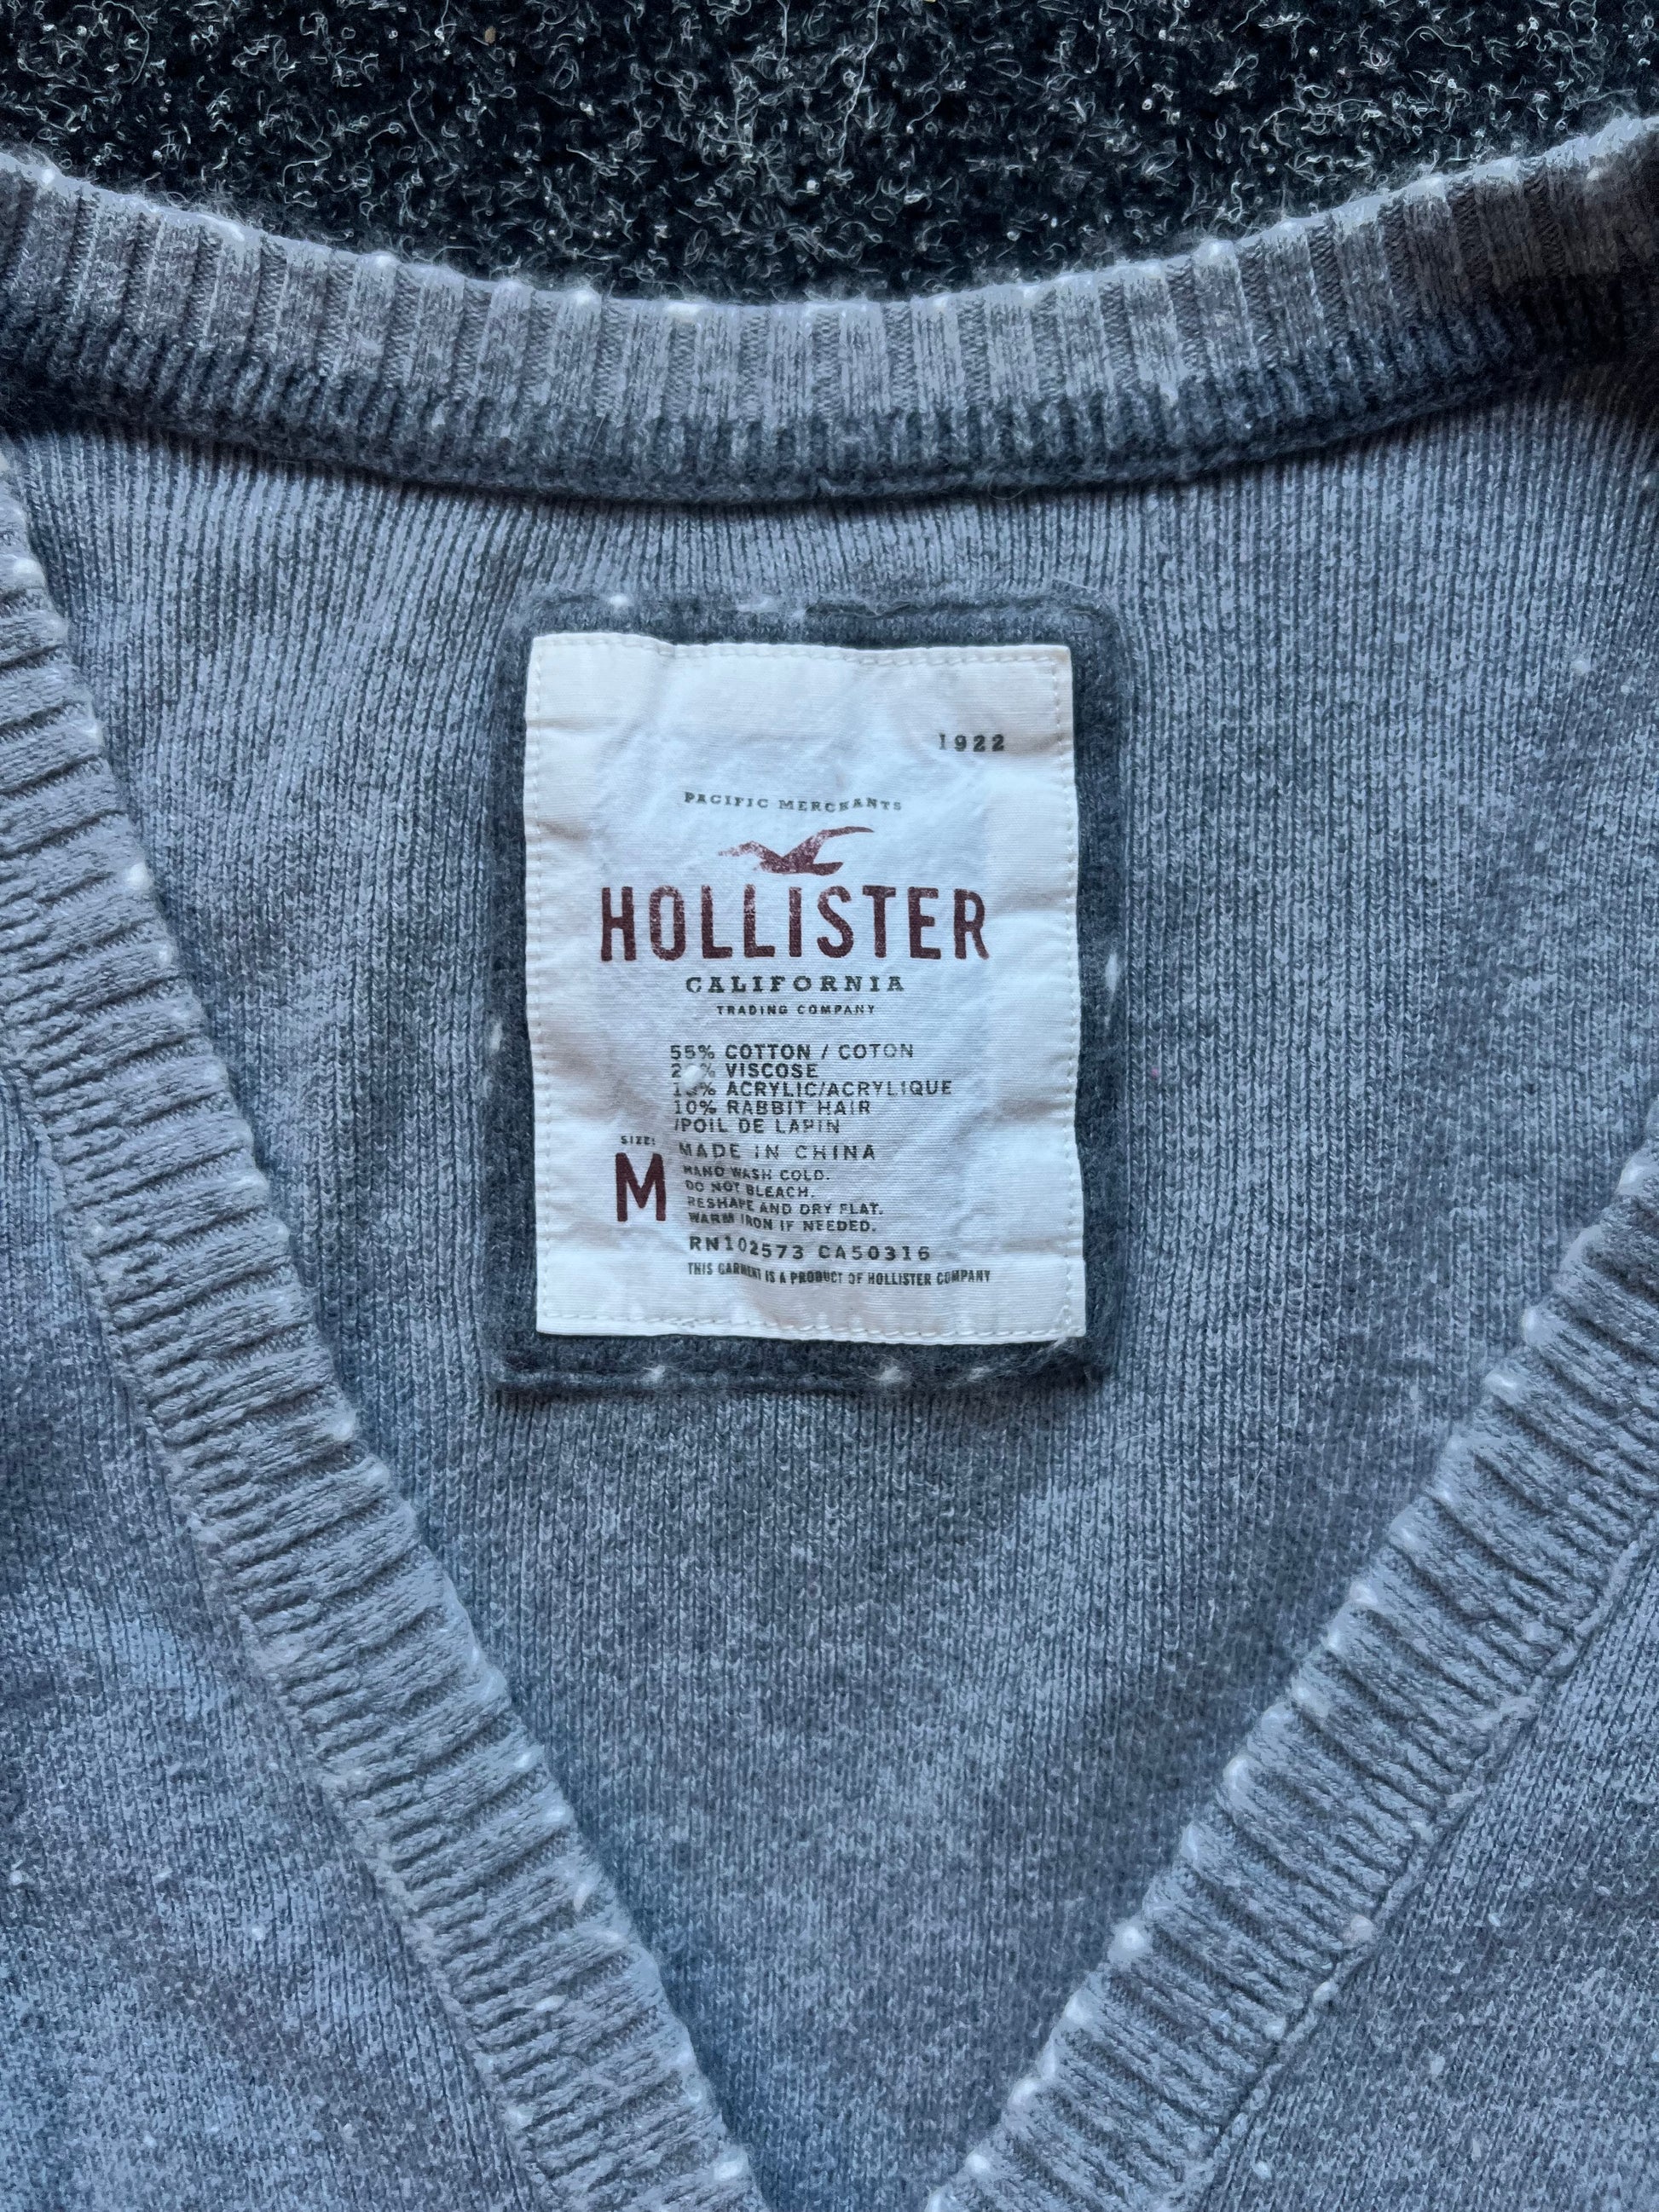 1922
PACIFIC MERCHANTS
HOLLISTER
CALIFORNIA
TRADING COMPANY
55% COTTON / COTON
VISCOSE
ACRYLIC/ACRYLIQUE
10% RABBIT HAIR
/POIL DE LAPIN
SIZE:
M
MADE IN CHINA
HAND WASH COLD.
DO NOT BLEACH.
RESHAPE AND DRY FLAT.
WARM IRON IF NEEDED.
RN102573 CA50316
THIS GARMENT IS A PRODUCT OF HOLLISTER COMPANY